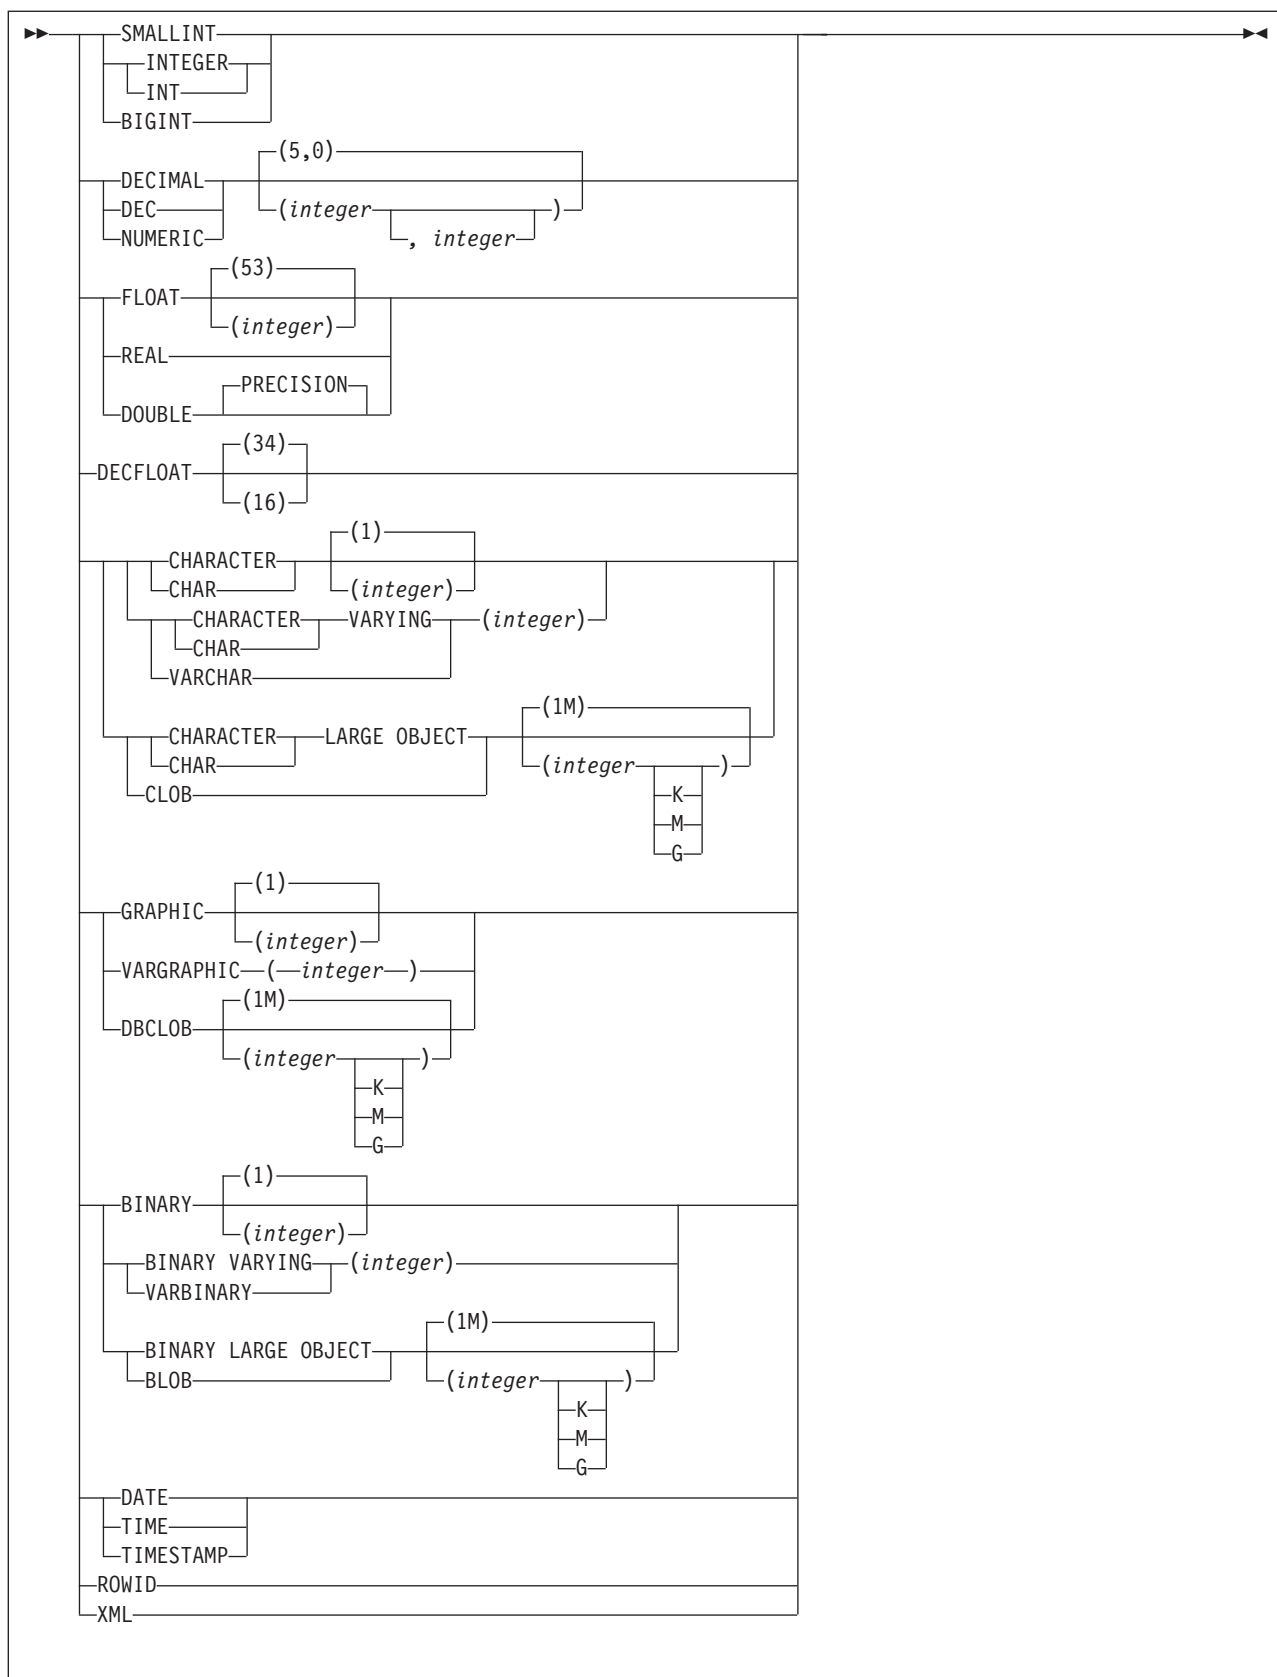 SMALLINT
INTEGER
INT
BIGINT
(5,0)
DECIMAL
DEC (integer )
NUMERIC , integer
(53)
FLOAT
(integer)
REAL
PRECISION
DOUBLE
(34)
DECFLOAT
(16)
(1)
CHARACTER
CHAR (integer)
CHARACTER VARYING (integer)
CHAR
VARCHAR
(1M)
CHARACTER LARGE OBJECT
CHAR (integer )
CLOB K
M
G
(1)
GRAPHIC
(integer)
VARGRAPHIC ( integer )
(1M)
DBCLOB
(integer )
K
M
G
(1)
BINARY
(integer)
BINARY VARYING (integer)
VARBINARY
(1M)
BINARY LARGE OBJECT
BLOB (integer )
K
M
G
DATE
TIME
TIMESTAMP
ROWID
XML